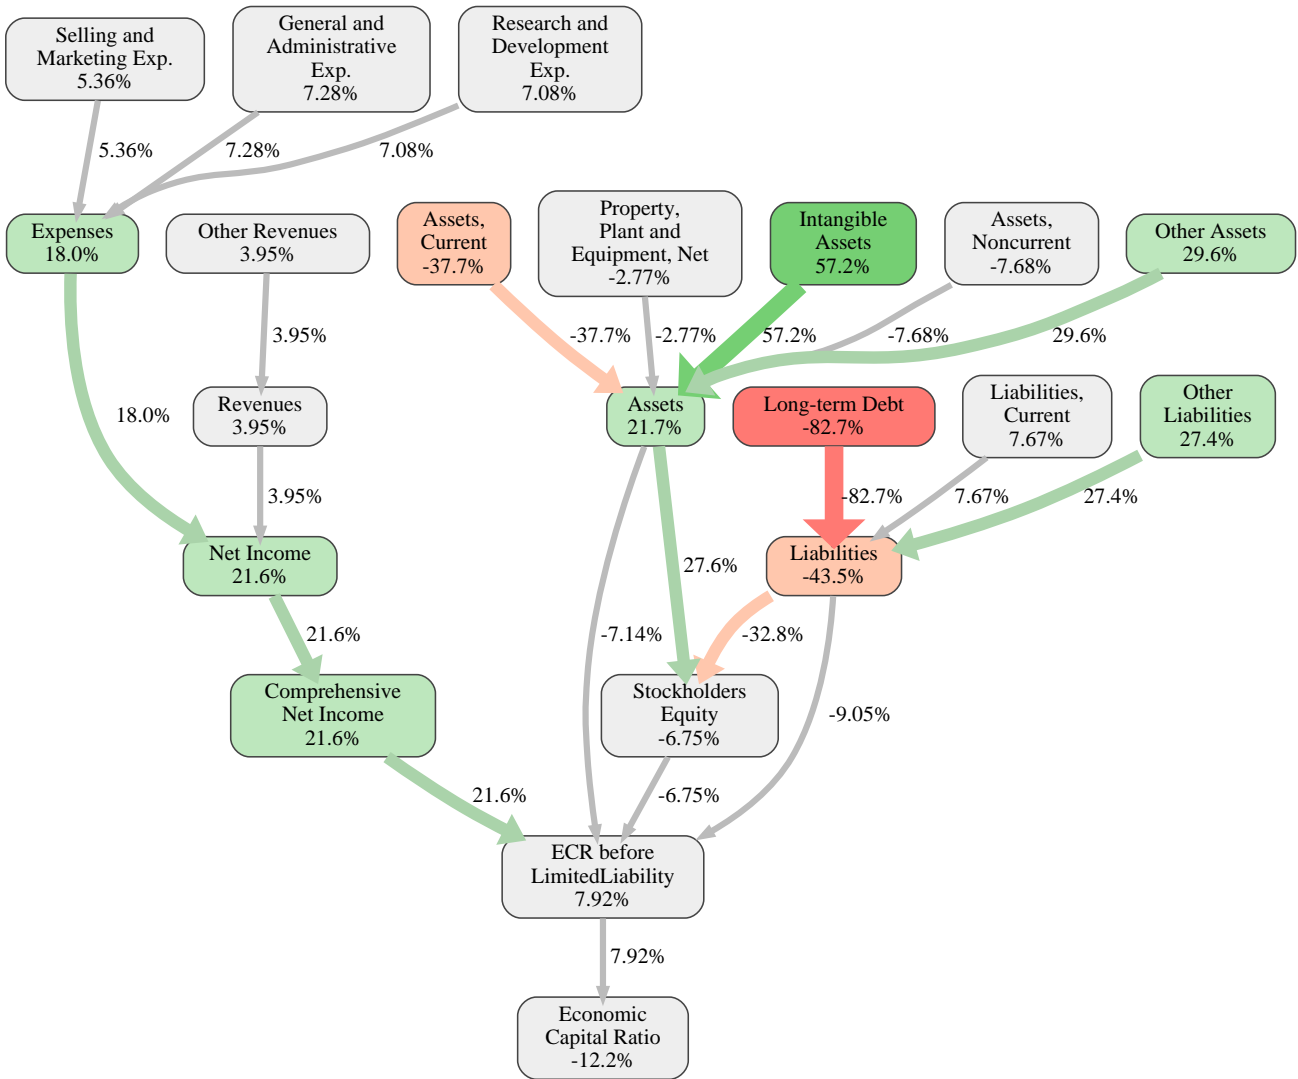 Selling and
Marketing Exp.
5.36%
General and
Administrative
Exp.
7.28%
Research and
Development
Exp.
7.08%
5.36%
7.28%
7.08%
Expenses
18.0%
Other Revenues
3.95%
Assets,
Current
-37.7%
Property,
Plant and
Equipment, Net
-2.77%
Intangible
Assets
57.2%
Assets,
Noncurrent
-7.68%
Other Assets
29.6%
3.95%
-37.7%
-2.77%
57.2%
-7.68%
29.6%
18.0%
Revenues
3.95%
Assets
21.7%
Long-term Debt
-82.7%
Liabilities,
Current
7.67%
Other
Liabilities
27.4%
3.95%
-82.7%
7.67%
27.4%
Net Income
21.6%
27.6%
Liabilities
-43.5%
21.6%
-7.14%
-32.8%
Comprehensive
Net Income
21.6%
Stockholders
Equity
-6.75%
-9.05%
21.6%
-6.75%
ECR before
LimitedLiability
7.92%
7.92%
Economic
Capital Ratio
-12.2%